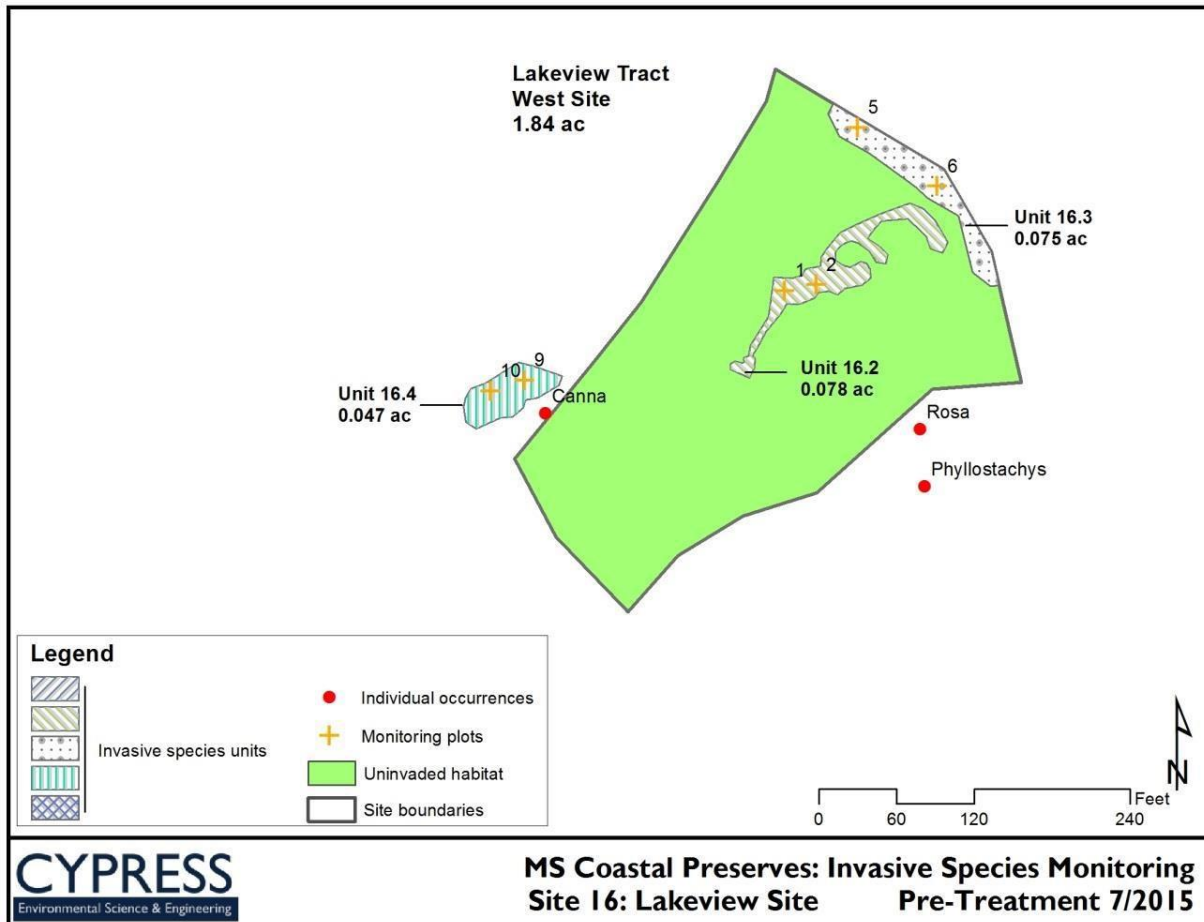 Lakeview Tract
West Site
1.84 ac
5
6
Unit 16.3
0.075 ac
1
2
Unit 16.2
0.078 ac
9
10
Unit 16.4
0.047 ac
Canna
Rosa
Phyllostachys
Legend
Invasive species units
Individual occurrences
Monitoring plots
Uninvaded habitat
Site boundaries
N
Feet
0 60 120 240
CYPRESS
Environmental Science & Engineering
MS Coastal Preserves: Invasive Species Monitoring
Site 16: Lakeview Site Pre-Treatment 7/2015